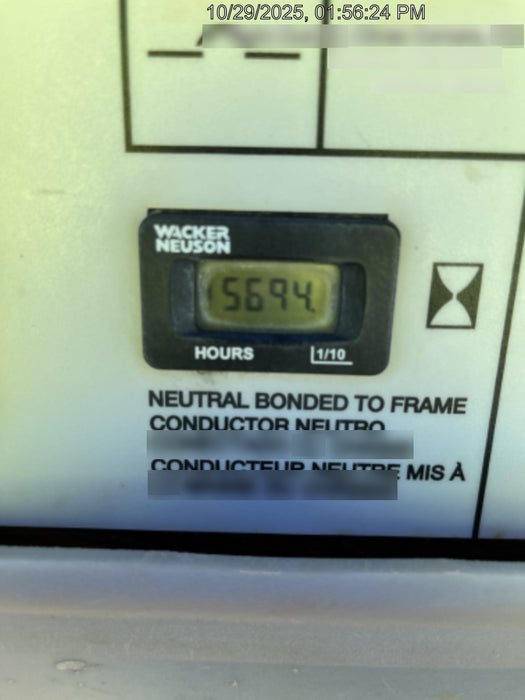 10/29/2025, 01:56:24 PM
WACKER
NEUSON
5694.
HOURS
1/10
NEUTRAL BONDED TO FRAME
CONDUCTOR NEUTRO
CONDUCTEUR NEUTRE MIS À